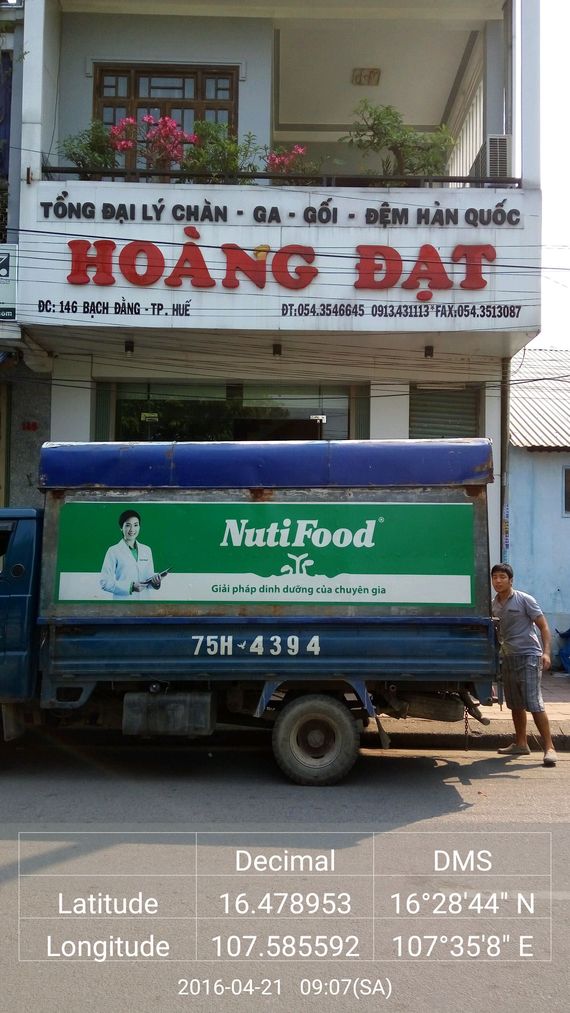 TỔNG ĐẠI LÝ CHĂN - GA - GỐI - ĐỆM HÀN QUỐC
HOÀNG ĐẠT
ĐC: 146 BẠCH ĐẰNG - TP. HUẾ
ĐT:054.3546645 0913.431113*FAX:054.3513087
NutiFood®
Giải pháp dinh dưỡng của chuyên gia
75H-4394
Decimal DMS
Latitude 16.478953 16°28'44" N
Longitude 107.585592 107°35'8" E
2016-04-21 09:07(SA)